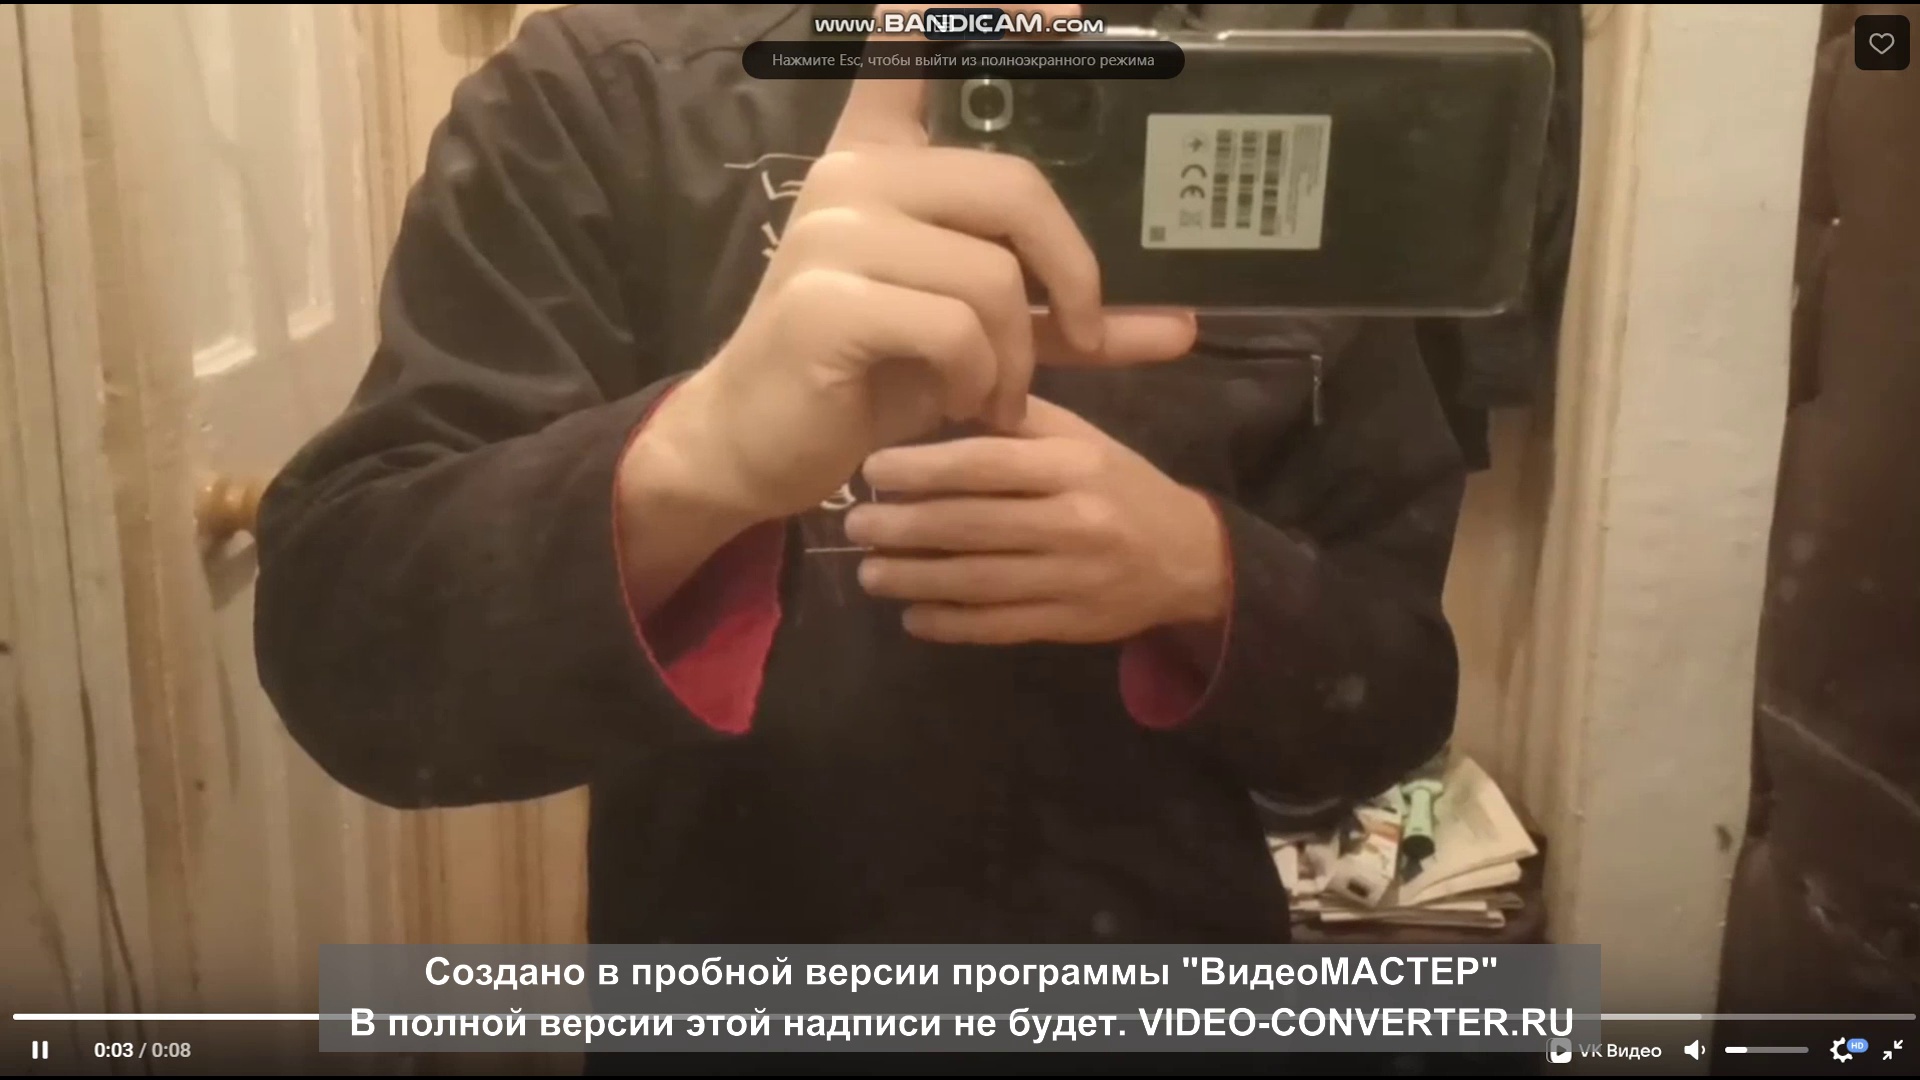 www.BANDICAM.com
Нажмите Esc, чтобы выйти из полноэкранного режима
CE
Создано в пробной версии программы "ВидеоМАСТЕР"
В полной версии этой надписи не будет. VIDEO-CONVERTER.RU
0:03 / 0:08
VK Видео
HD